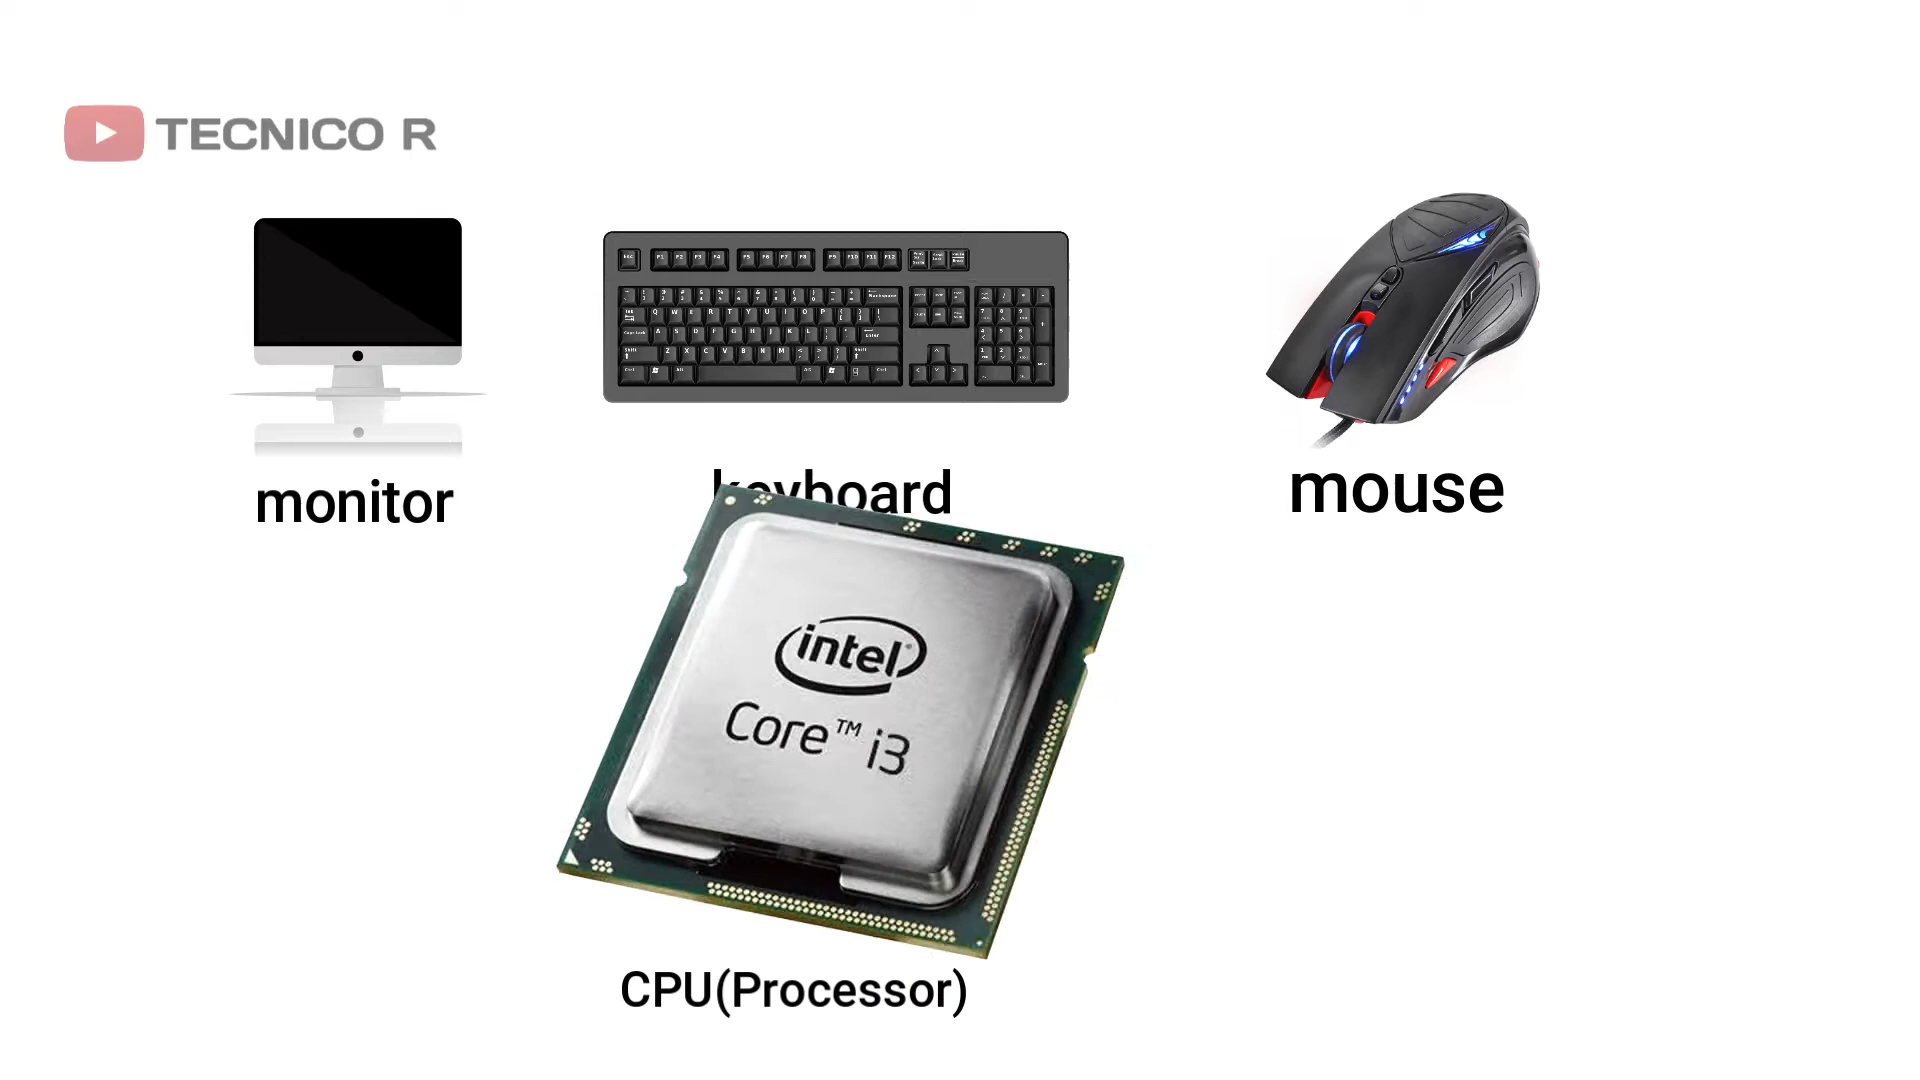 TECNICO R
monitor
keyboard
mouse
intel
Core™ i3
CPU(Processor)